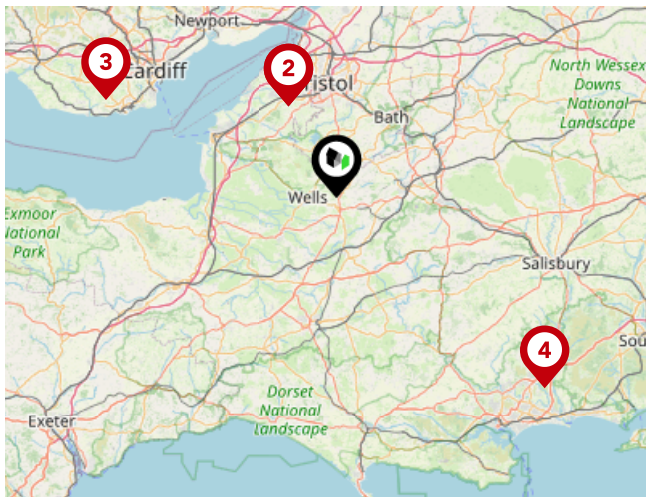 Newport
3
Cardiff
2
Bristol
North Wessex
Downs
National
Landscape
Bath
Wells
Exmoor
National
Park
Salisbury
4
Sou
Dorset
National
Landscape
Exeter